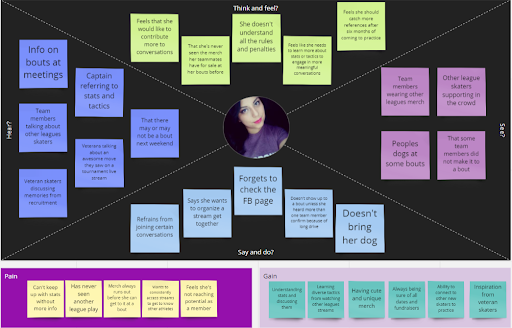 Think and feel?
Feels that she
would like to
contribute
more to
conversations
That she's never
seen the merch
her teammates
have for sale at
her bouts before
She doesn't
understand
all the rules
and penalties
Feels like she needs
to learn more about
stats or tactics to
engage in more
meaningful
conversations
Feels she should
catch more
references after
six months of
coming to practice
Hear?
Info on
bouts at
meetings
Captain
referring to
stats and
tactics
Team
members
talking about
other leagues
skaters
Veterans talking
about an
awesome move
they saw on a
tournament live
stream
That there
may or may
not be a bout
next weekend
Veteran skaters
discussing
memories from
recruitment
See?
Team
members
wearing other
leagues merch
Other league
skaters
supporting in
the crowd
Peoples
dogs at
some bouts
That some
team members
did not make it
to a bout
Refrains from
joining certain
conversations
Says she wants
to organize a
stream get
together
Forgets to
check the
FB page
Doesn't show up to
a bout unless she
heard more than
one team member
confirm because of
long drive
Doesn't
bring
her dog
Say and do?
Pain
Can't keep
up with stats
without more
info
Has never
seen
another
league play
Merch always
runs out
before she can
get to it at a
bout
Wants to
consistently
access streams
to get to know
other athletes
Feels she's
not reaching
potential as
a member
Gain
Understanding
stats and
discussing
them
Learning
diverse tactics
from watching
other leagues
streams
Having cute
and unique
merch
Always being
sure of all
dates and
fundraisers
Ability to
connect to other
new skaters to
practice
Inspiration
from
veteran
skaters